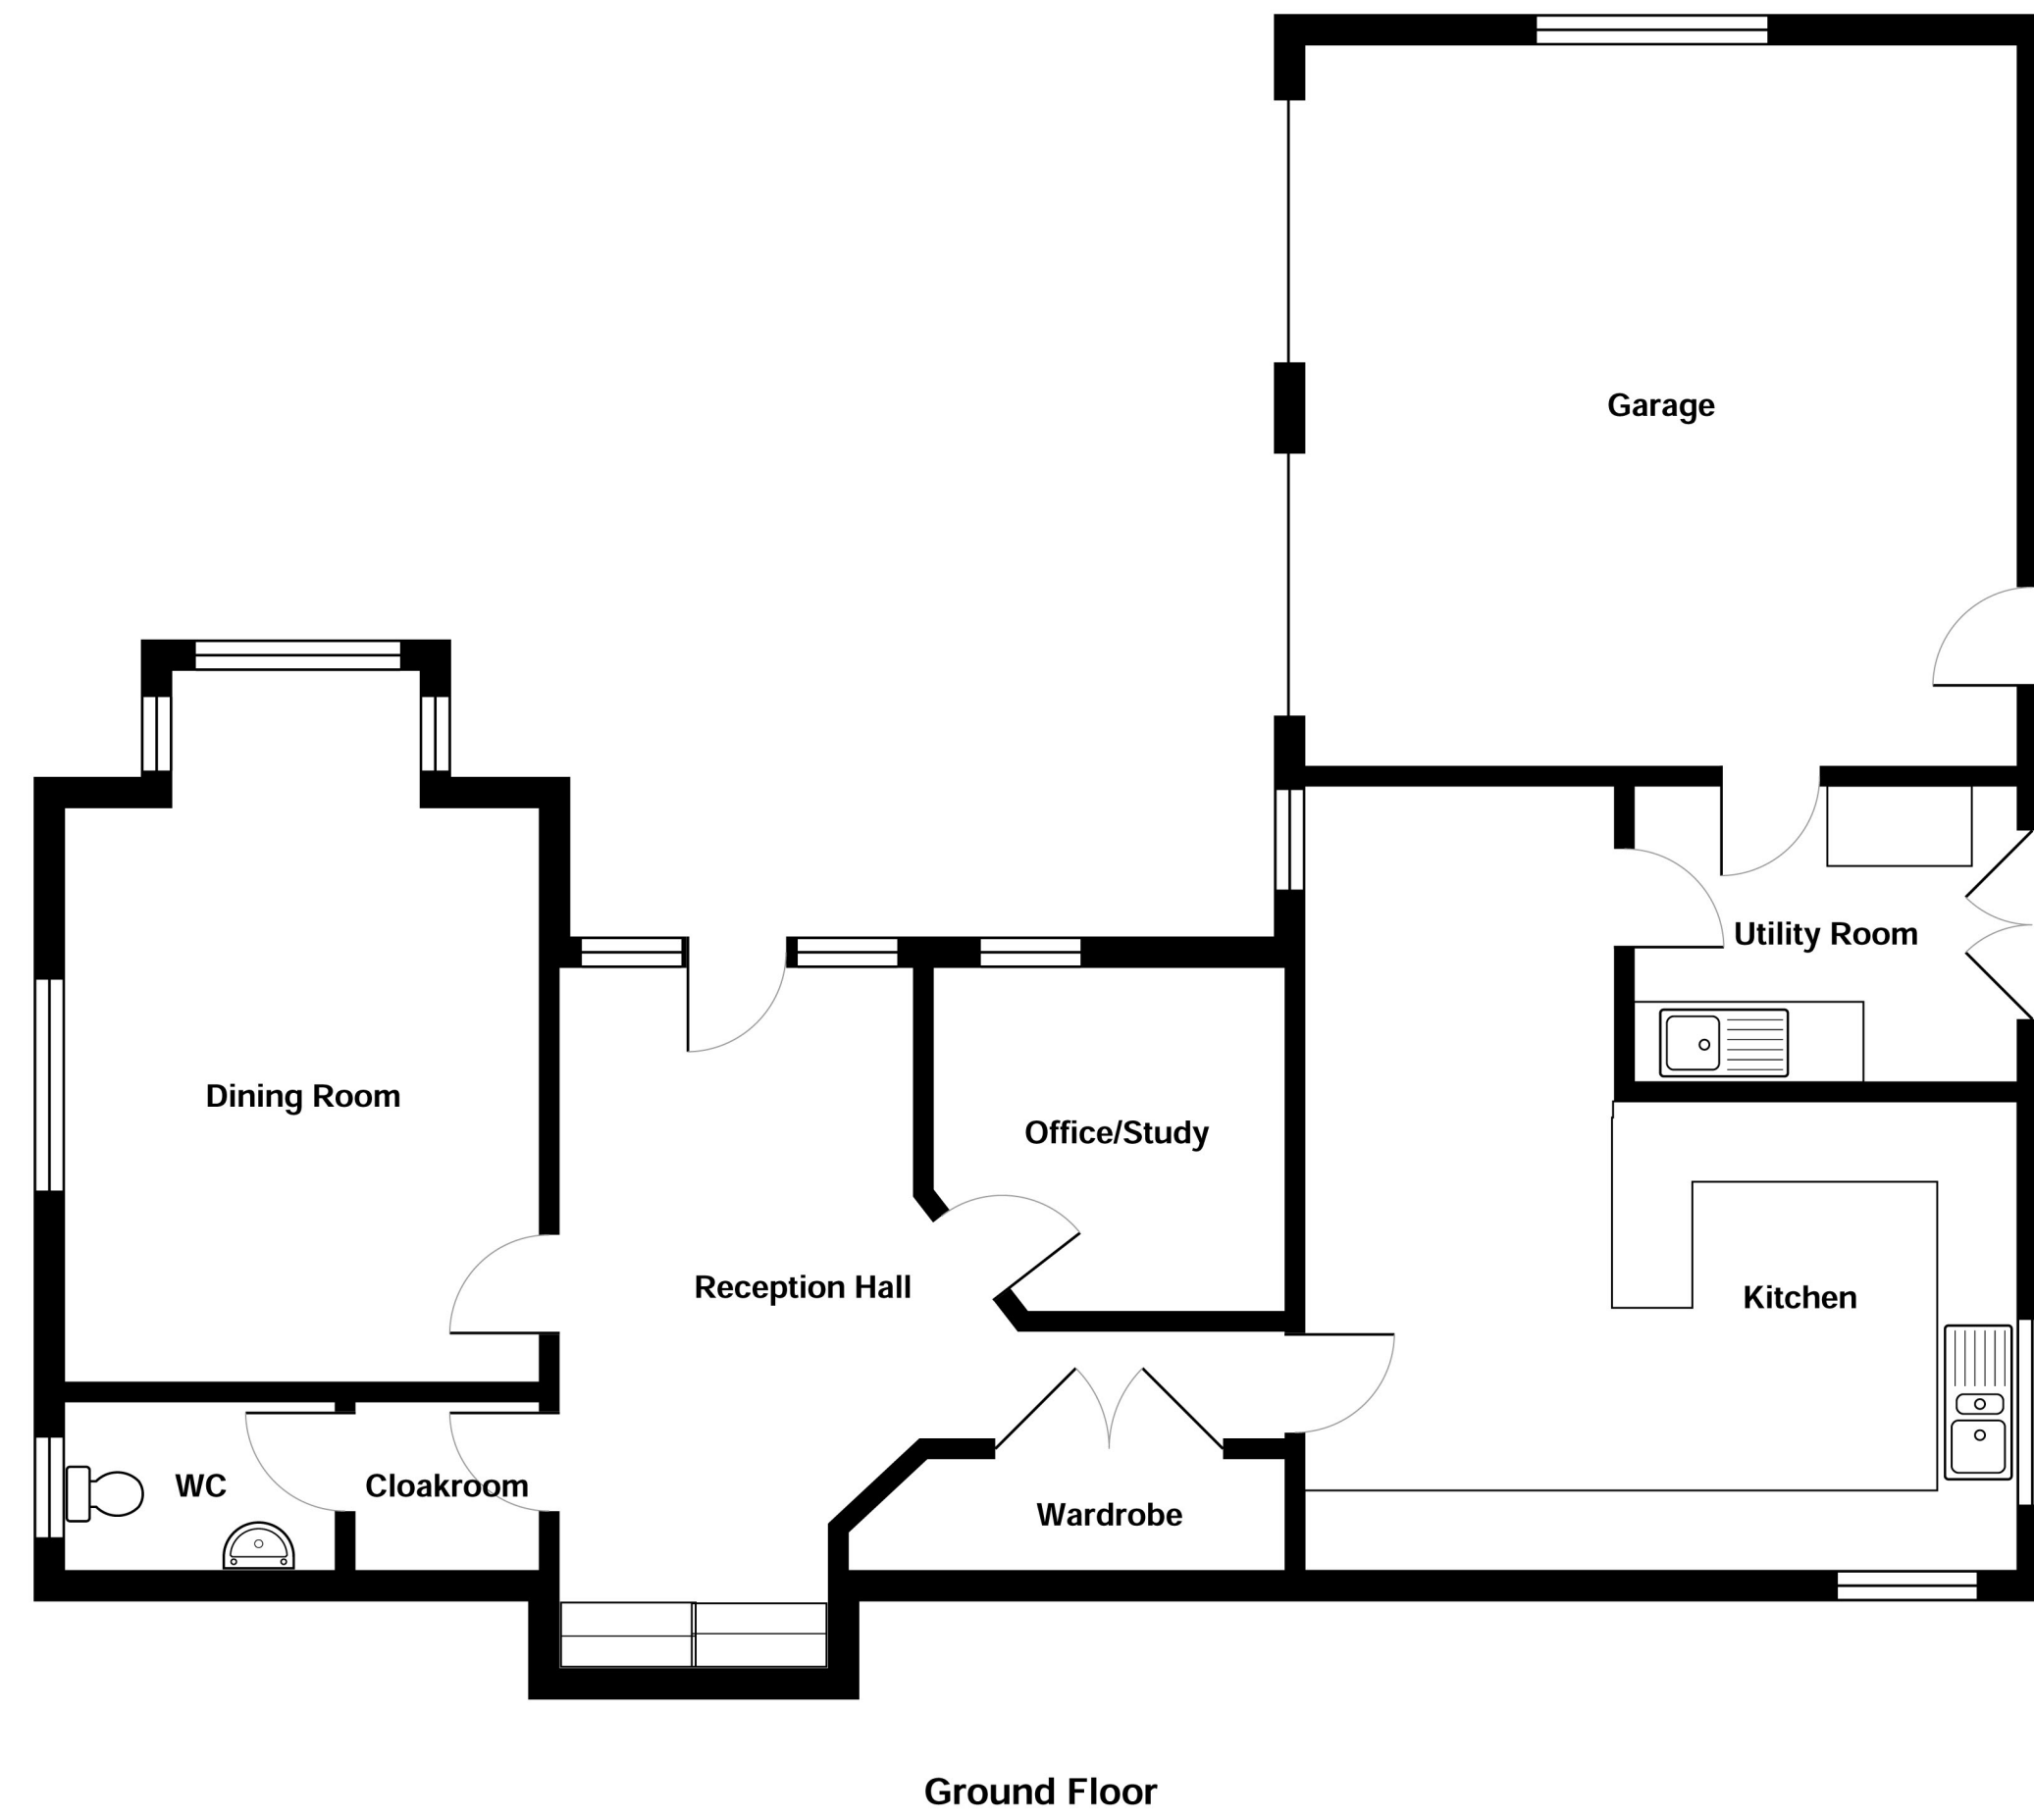 Garage
Utility Room
Dining Room
Office/Study
Reception Hall
Kitchen
WC
Cloakroom
Wardrobe
Ground Floor